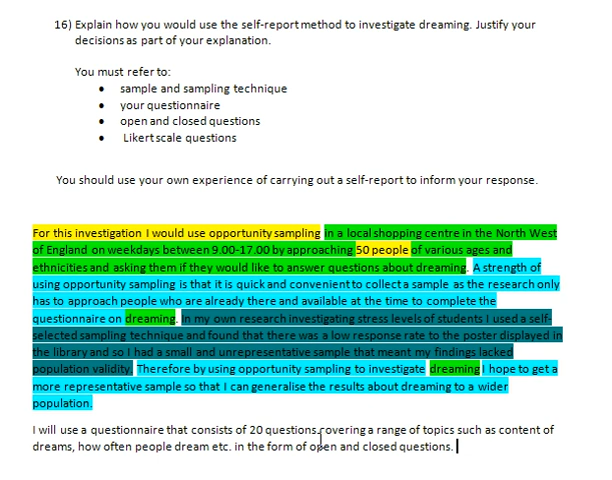 16) Explain how you would use the self-report method to investigate dreaming. Justify your
decisions as part of your explanation.
You must refer to:
• sample and sampling technique
• your questionnaire
• open and closed questions
• Likert scale questions
You should use your own experience of carrying out a self-report to inform your response.
For this investigation I would use opportunity sampling in a local shopping centre in the North West
of England on weekdays between 9.00-17.00 by approaching 50 people of various ages and
ethnicities and asking them if they would like to answer questions about dreaming. A strength of
using opportunity sampling is that it is quick and convenient to collect a sample as the research only
has to approach people who are already there and available at the time to complete the
questionnaire on dreaming. In my own research investigating stress levels of students I used a self-
selected sampling technique and found that there was a low response rate to the poster displayed in
the library and so I had a small and unrepresentative sample that meant my findings lacked
population validity. Therefore by using opportunity sampling to investigate dreaming I hope to get a
more representative sample so that I can generalise the results about dreaming to a wider
population.
I will use a questionnaire that consists of 20 questions covering a range of topics such as content of
dreams, how often people dream etc. in the form of open and closed questions.